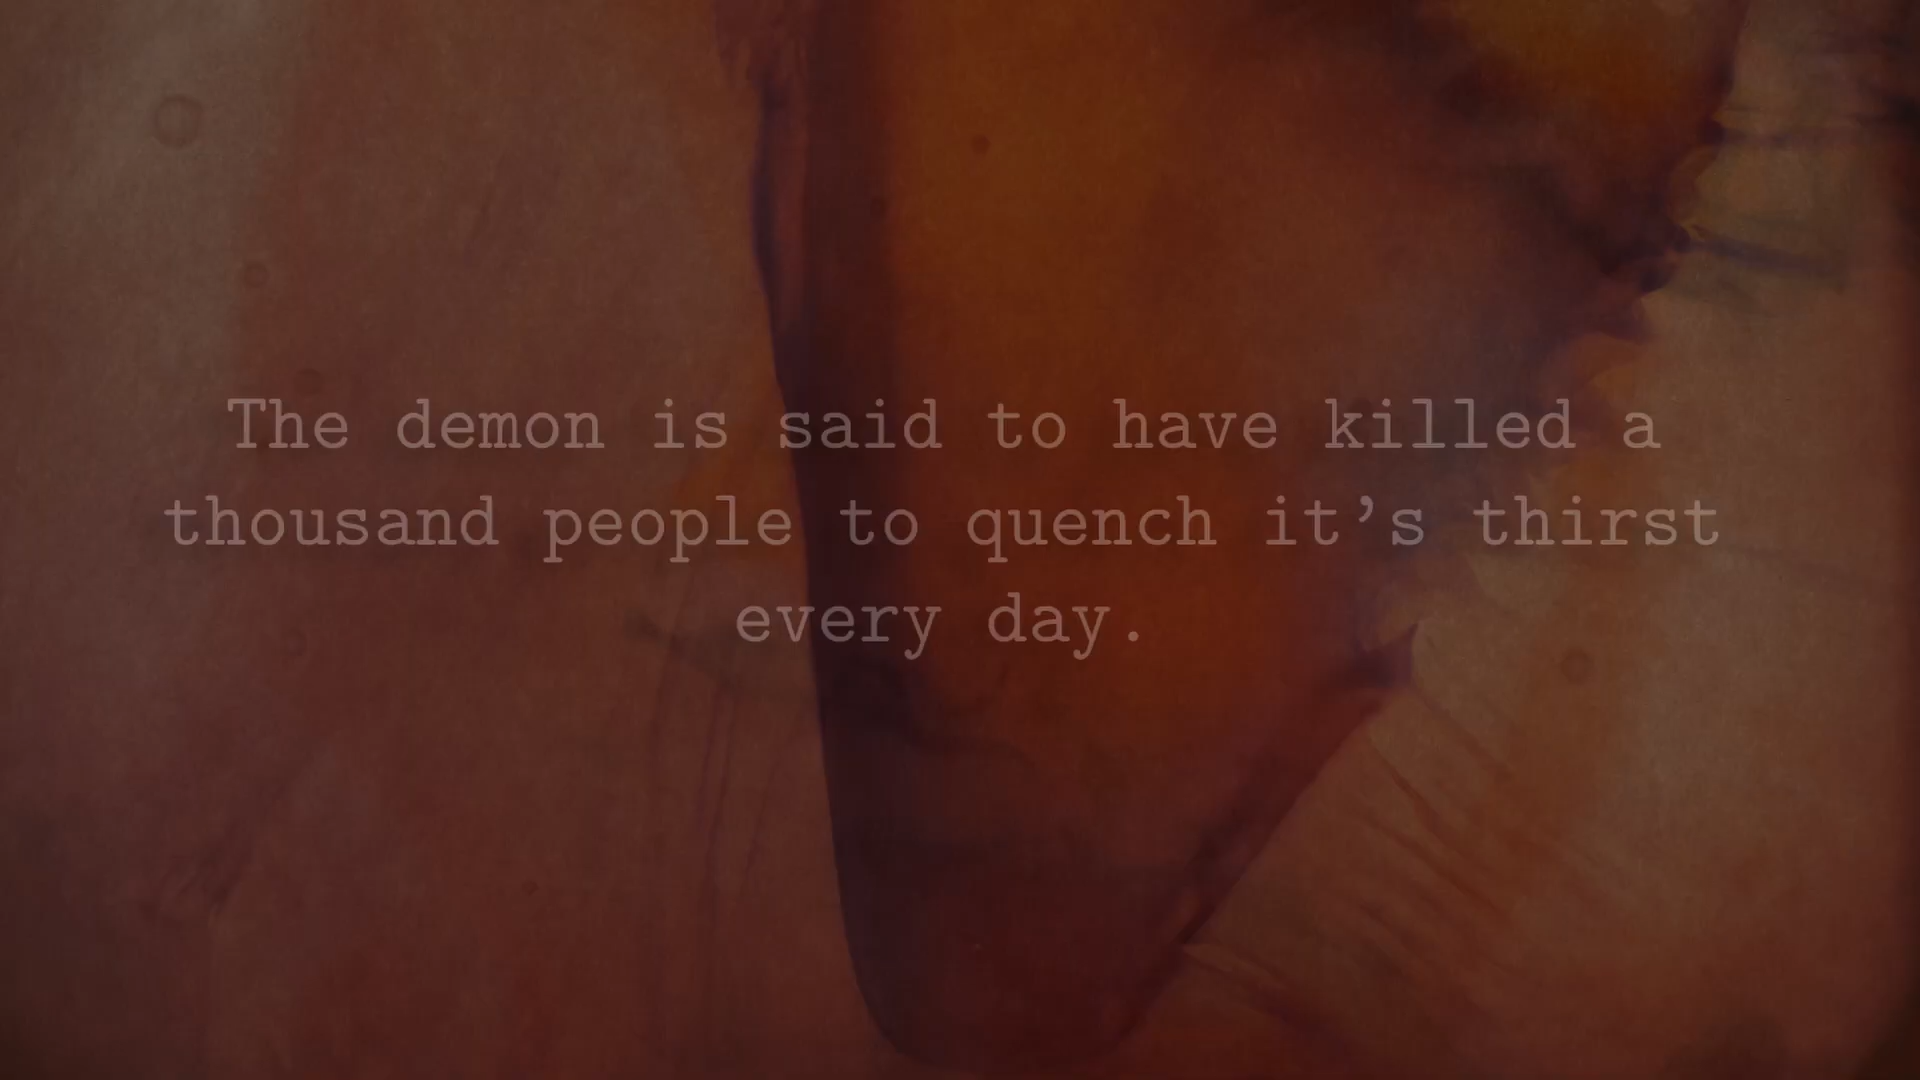 The demon is said to have killed a
thousand people to quench it’s thirst
every day.